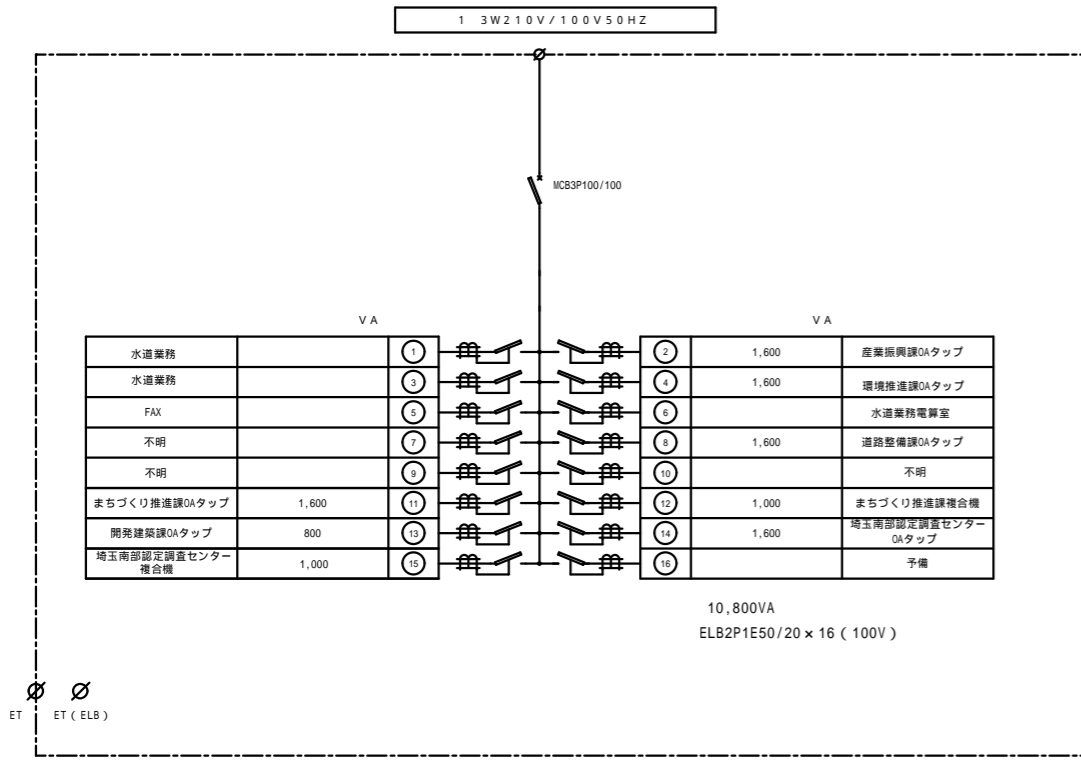 1 3W210V/100V50HZ
MCB3P100/100
VA
VA
水道業務 1 2 1,600 産業振興課OAタップ
水道業務 3 4 1,600 環境推進課OAタップ
FAX 5 6 水道業務電算室
不明 7 8 1,600 道路整備課OAタップ
不明 9 10 不明
まちづくり推進課OAタップ 1,600 11 12 1,000 まちづくり推進課複合機
開発建築課OAタップ 800 13 14 1,600 埼玉南部認定調査センター
OAタップ
埼玉南部認定調査センター
複合機 1,000 15 16 予備
10,800VA
ELB2P1E50/20×16(100V)
ET ET(ELB)